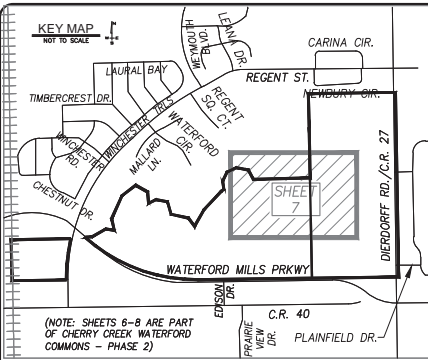 KEY MAP
NOT TO SCALE
WEYMOUTH
BLVD.
LEANA DR.
CARINA CIR.
LAURAL BAY
REGENT ST.
NEWBURY CIR.
TIMBERCREST DR.
WINCHESTER TRLS
REGENT
SQ. CT.
WATERFORD
CIR.
WINCHESTER
RD.
MALLARD
LN.
CHESTNUT DR.
SHEET
7
DIERDORFF RD./C.R. 27
WATERFORD MILLS PRKWY
EDISON
DR.
C.R. 40
(NOTE: SHEETS 6-8 ARE PART
OF CHERRY CREEK WATERFORD
COMMONS - PHASE 2)
PRAIRIE
VIEW
DR.
PLAINFIELD DR.